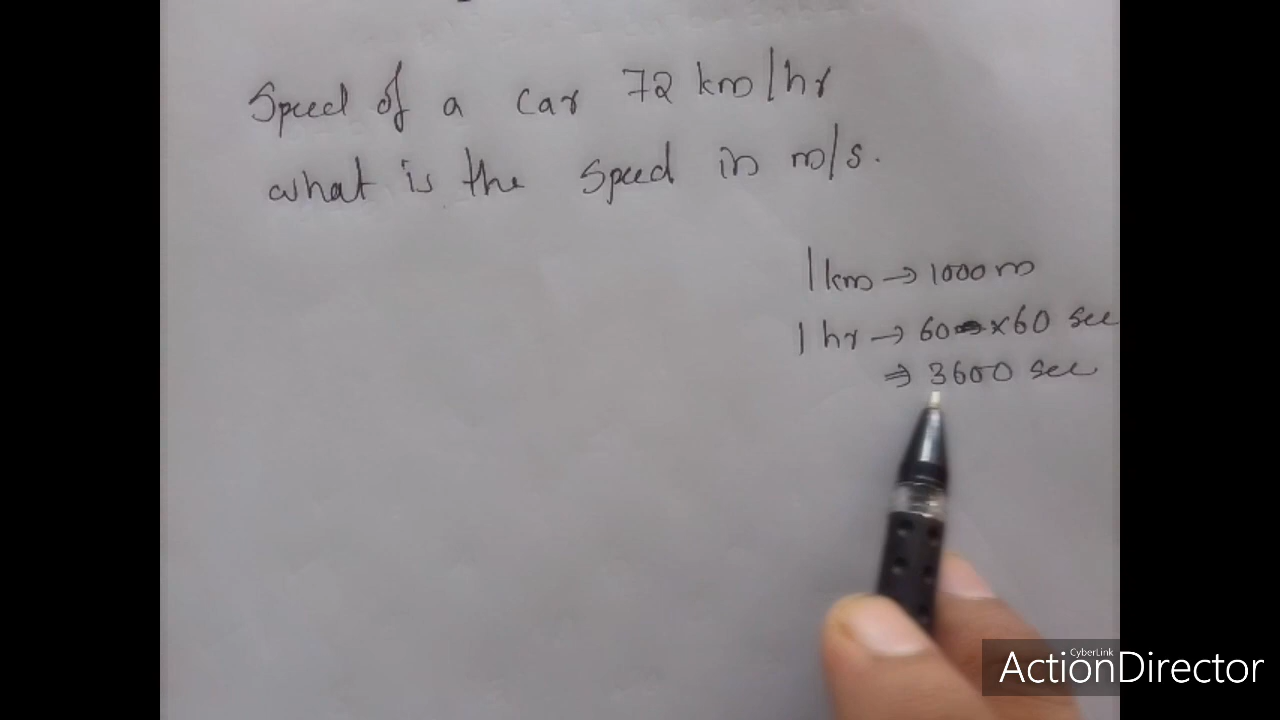 Speed of a car 72 km/hr
what is the speed in m/s.
1 km → 1000 m
1 hr → 60 x 60 sec
⇒ 3600 sec
CyberLink
ActionDirector